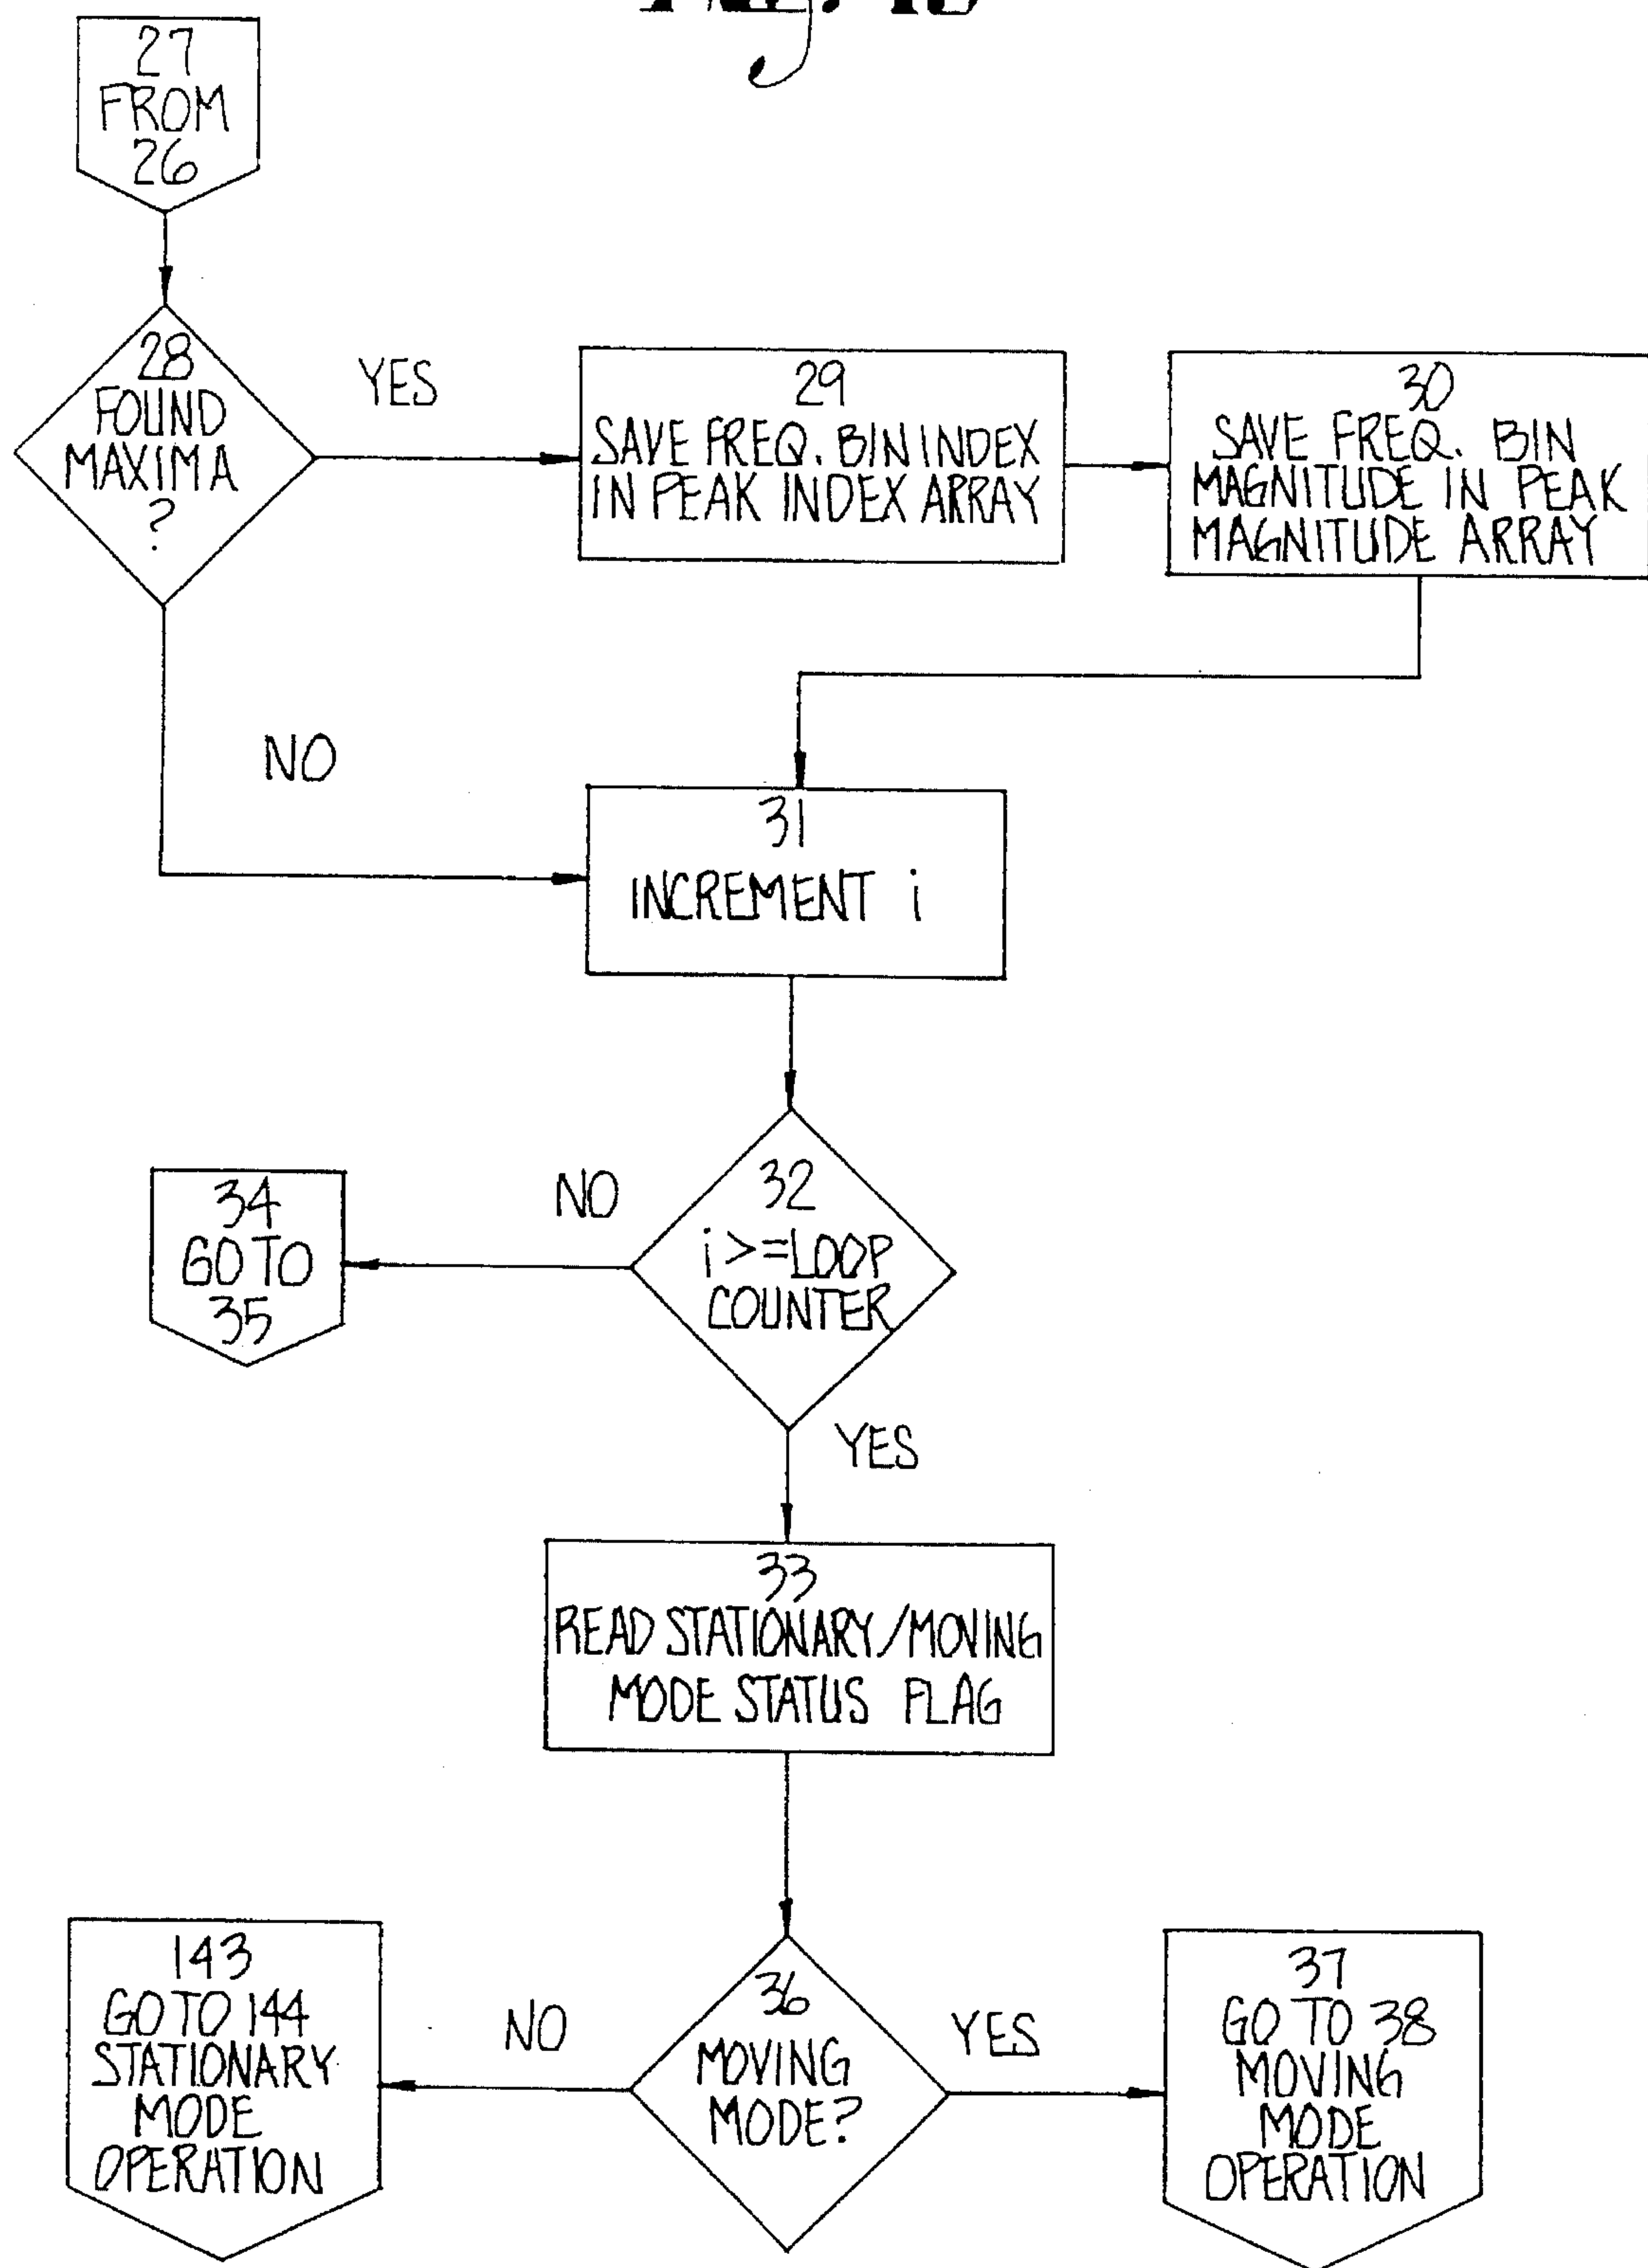 27
FROM
26
28
FOUND
MAXIMA
?
YES
29
SAVE FREQ. BIN INDEX
IN PEAK INDEX ARRAY
30
SAVE FREQ. BIN
MAGNITUDE IN PEAK
MAGNITUDE ARRAY
NO
31
INCREMENT i
32
i >=LOOP
COUNTER
NO
34
GO TO
35
YES
33
READ STATIONARY/MOVING
MODE STATUS FLAG
36
MOVING
MODE?
NO
143
GO TO 144
STATIONARY
MODE
OPERATION
YES
37
GO TO 38
MOVING
MODE
OPERATION